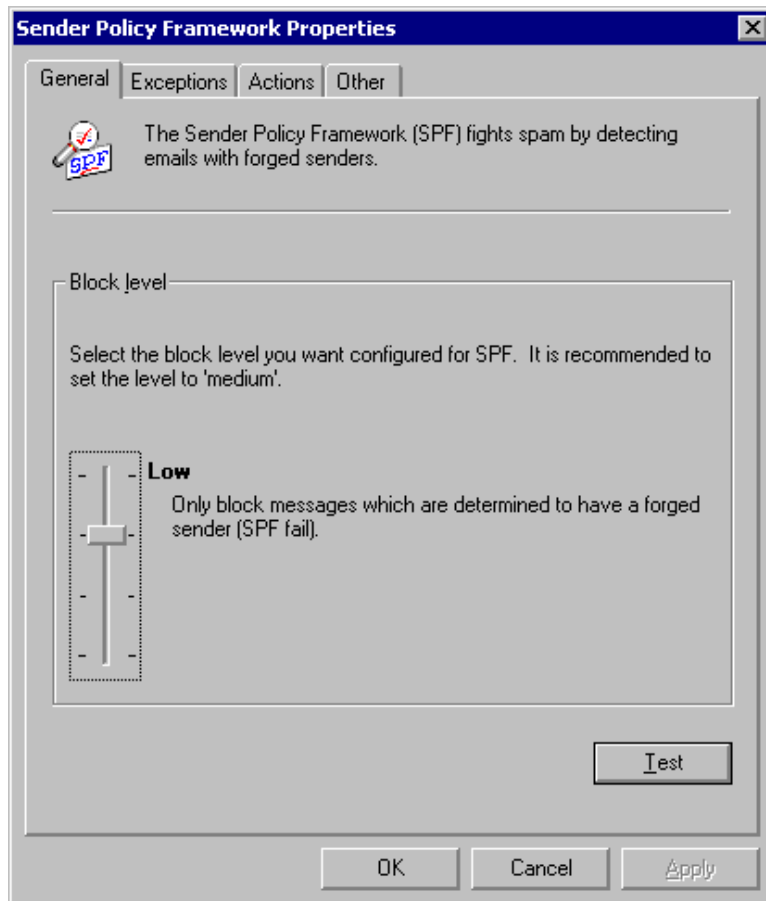 Sender Policy Framework Properties
General Exceptions Actions Other
The Sender Policy Framework (SPF) fights spam by detecting
emails with forged senders.
SPF
Block level
Select the block level you want configured for SPF.  It is recommended to
set the level to 'medium'.
Low
Only block messages which are determined to have a forged
sender (SPF fail).
Test
OK Cancel Apply